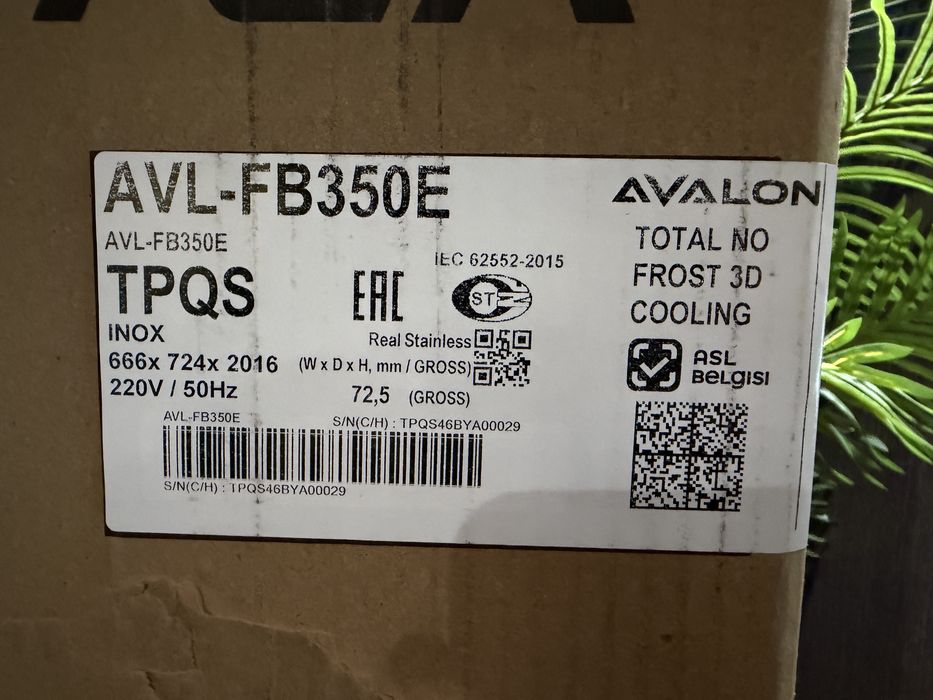 AVL-FB350E
AVL-FB350E
TPQS
INOX
666x 724x 2016 (W x D x H, mm / GROSS)
220V / 50Hz
72,5 (GROSS)
IEC 62552-2015
EAC
Real Stainless
AVL-FB350E
S/N(C/H) : TPQS46BYA00029
S/N(C/H) : TPQS46BYA00029
AVALON
TOTAL NO
FROST 3D
COOLING
ASL
BELGISI